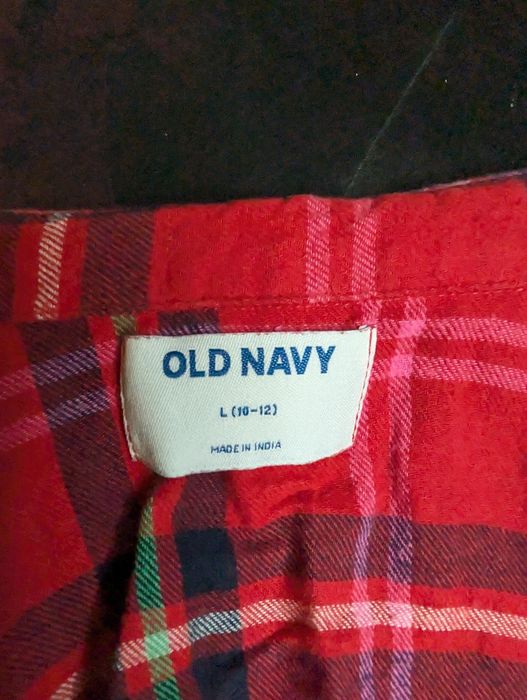 OLD NAVY
L (10-12)
MADE IN INDIA